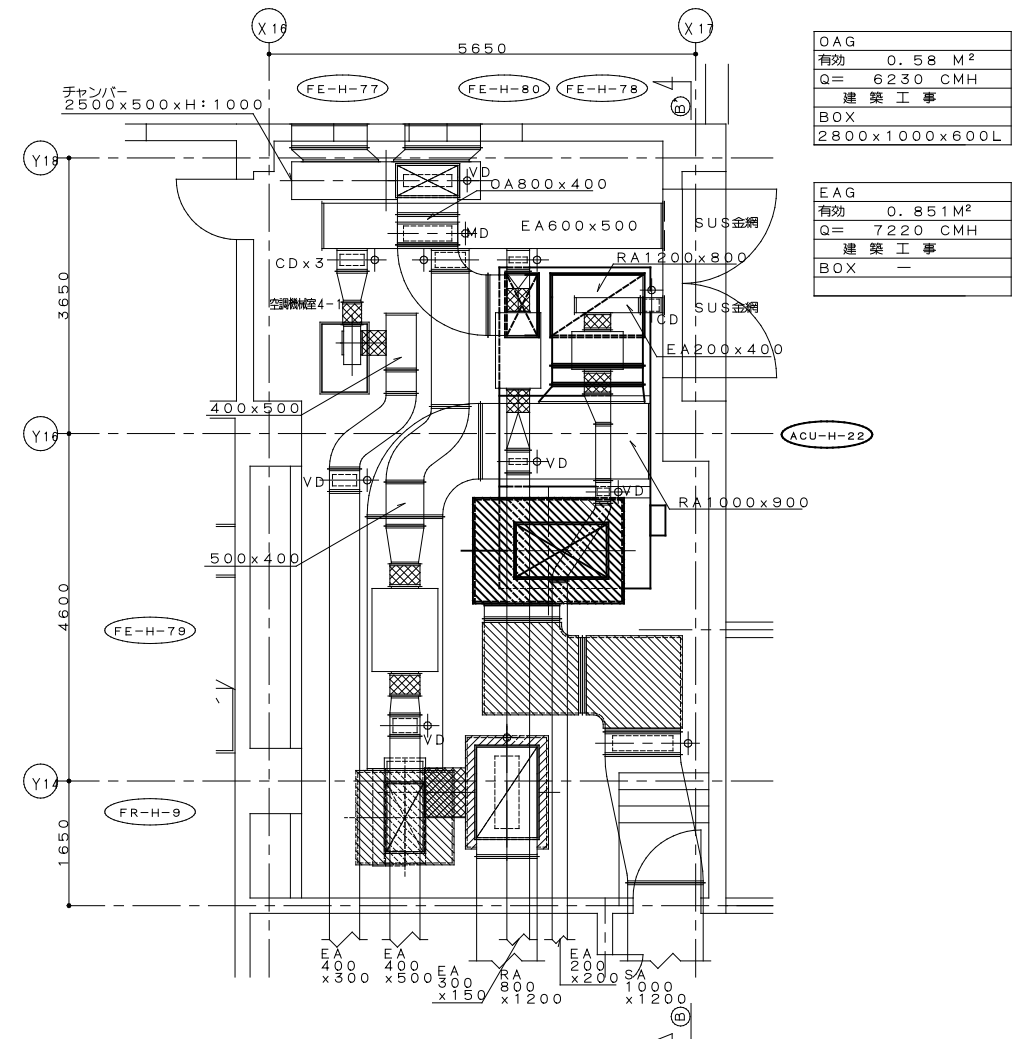 X16
X17
5650
FE-H-77
FE-H-80
FE-H-78
B'
チャンバー
2500x500xH:1000
OAG
有効 0.58 M²
Q= 6230 CMH
建築工事
BOX
2800x1000x600L
Y18
VD
OA800x400
EAG
有効 0.851M²
Q= 7220 CMH
建築工事
BOX —
MD
EA600x500
SUS金網
CDx3
RA1200x800
3650
空調機械室4-1
CD
SUS金網
EA200x400
400x500
Y16
ACU-H-22
VD
VD
VD
RA1000x900
500x400
4600
FE-H-79
VD
Y14
FR-H-9
1650
EA
400
x300
EA
400
x500
EA
300
x150
RA
800
x1200
EA
200
x200
SA
1000
x1200
B